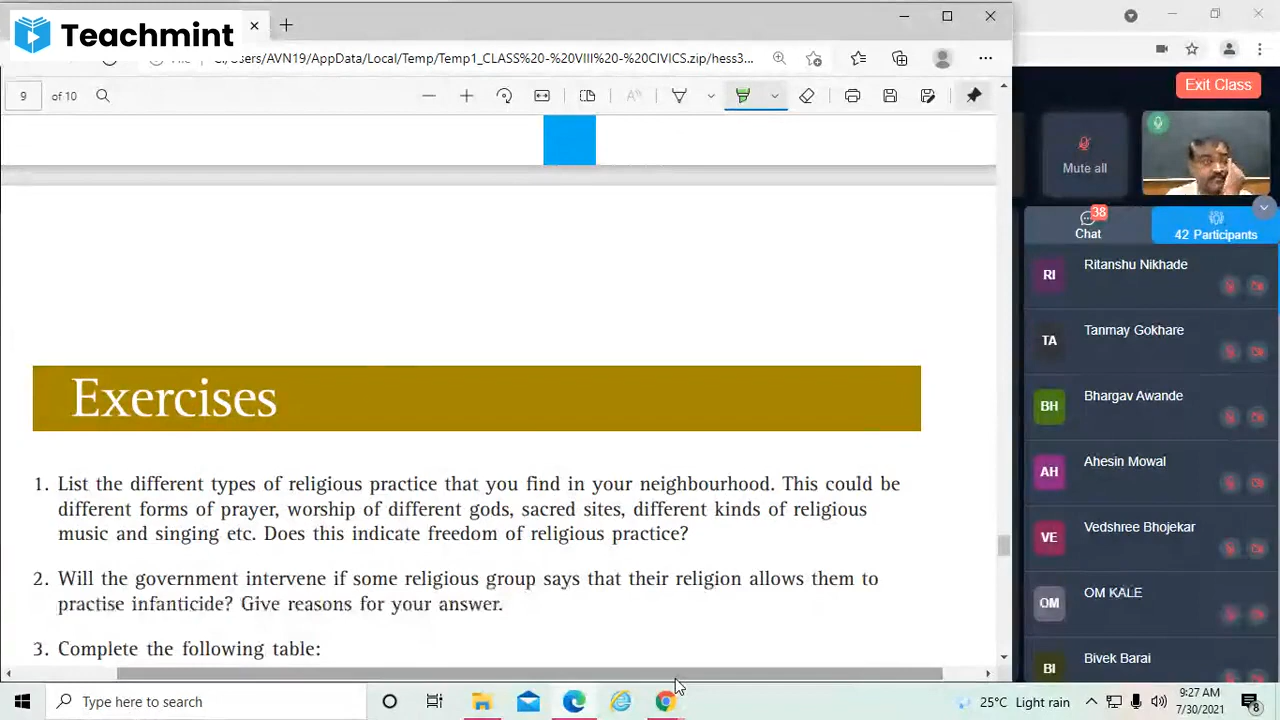 Teachmint
C:/Users/AVN19/AppData/Local/Temp/Temp1_CLASS%20-%20VIII%20-%20CIVICS.zip/hess3...
9 of 10
Exit Class
Mute all
38
Chat
42 Participants
RI Ritanshu Nikhade
TA Tanmay Gokhare
BH Bhargav Awande
AH Ahesin Mowal
VE Vedshree Bhojekar
OM OM KALE
BI Bivek Barai
Exercises
1. List the different types of religious practice that you find in your neighbourhood. This could be
different forms of prayer, worship of different gods, sacred sites, different kinds of religious
music and singing etc. Does this indicate freedom of religious practice?
2. Will the government intervene if some religious group says that their religion allows them to
practise infanticide? Give reasons for your answer.
3. Complete the following table:
Type here to search
25°C Light rain
9:27 AM
7/30/2021
8